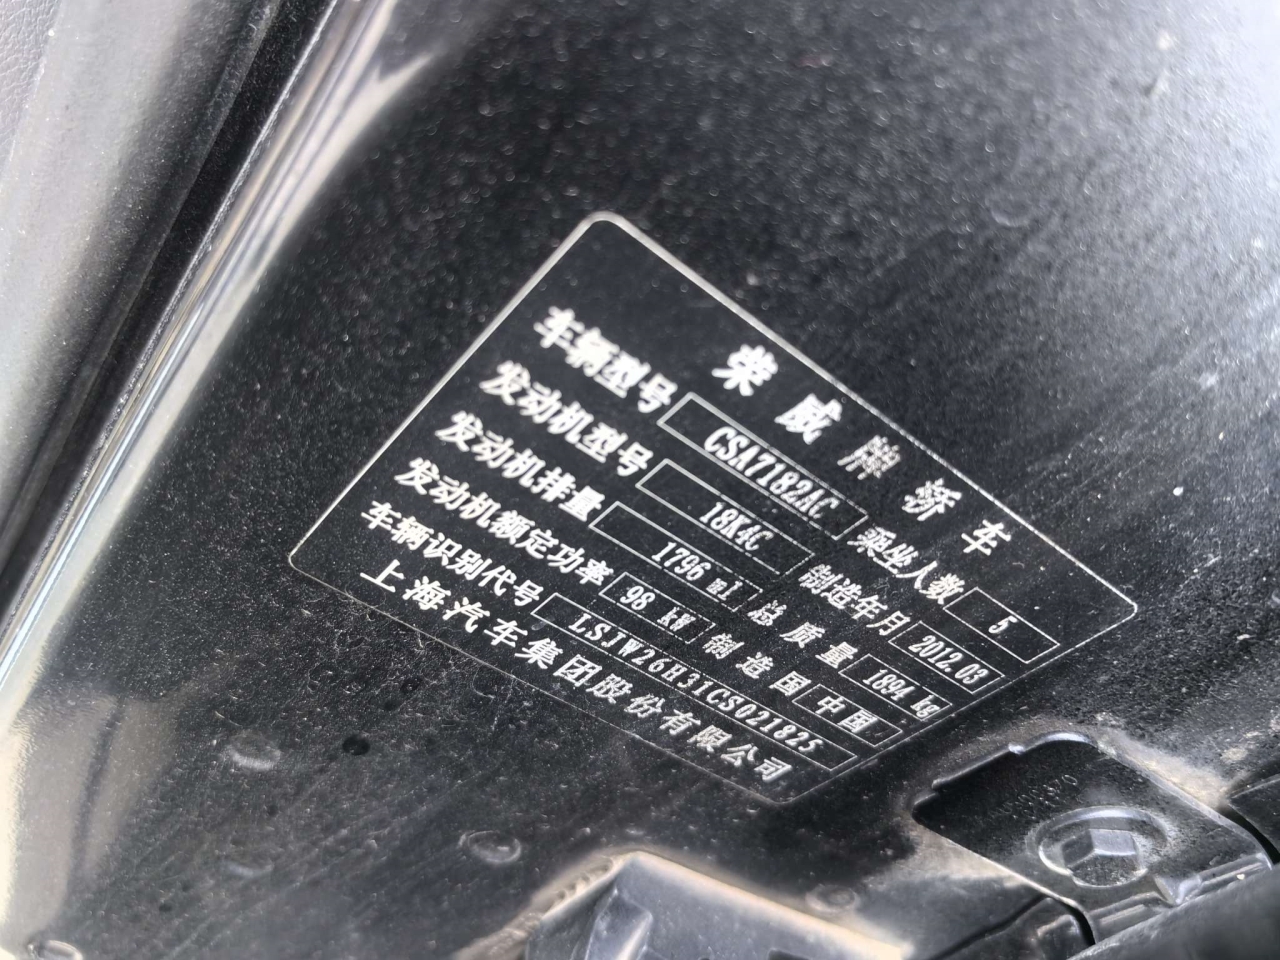 荣威牌轿车
车辆型号 CSA7182AC 乘坐人数 5
发动机型号 18K4C 制造年月 2012.03
发动机排量 1796 ml 总质量 1894 kg
发动机额定功率 98 kW 制造国 中国
车辆识别代号 LSJW26H31CS021825
上海汽车集团股份有限公司